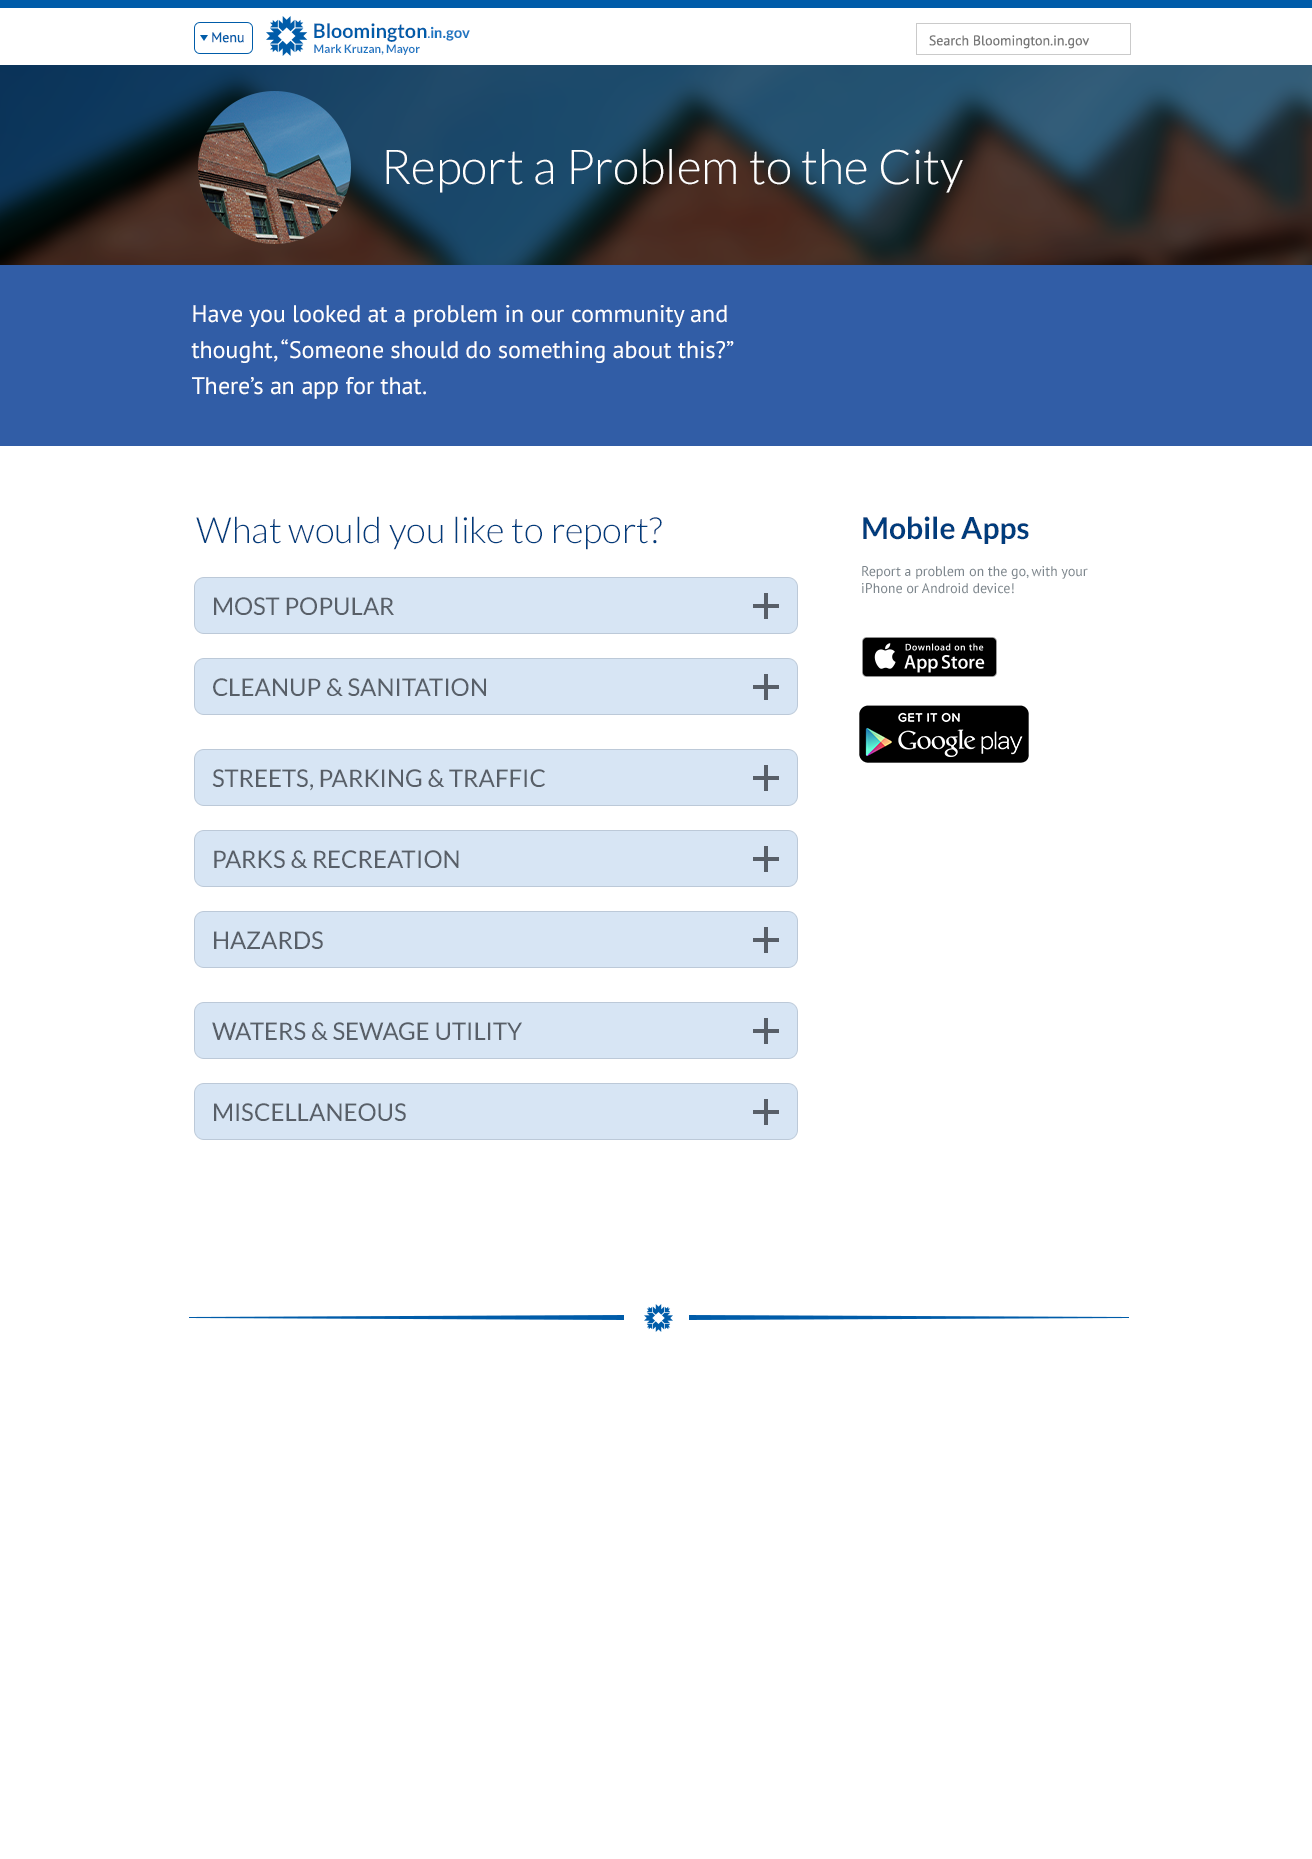 Menu
Bloomington.in.gov
Mark Kruzan, Mayor
Search Bloomington.in.gov
Report a Problem to the City
Have you looked at a problem in our community and
thought, “Someone should do something about this?”
There’s an app for that.
What would you like to report?
MOST POPULAR
CLEANUP & SANITATION
STREETS, PARKING & TRAFFIC
PARKS & RECREATION
HAZARDS
WATERS & SEWAGE UTILITY
MISCELLANEOUS
Mobile Apps
Report a problem on the go, with your
iPhone or Android device!
Download on the
App Store
GET IT ON
Google play